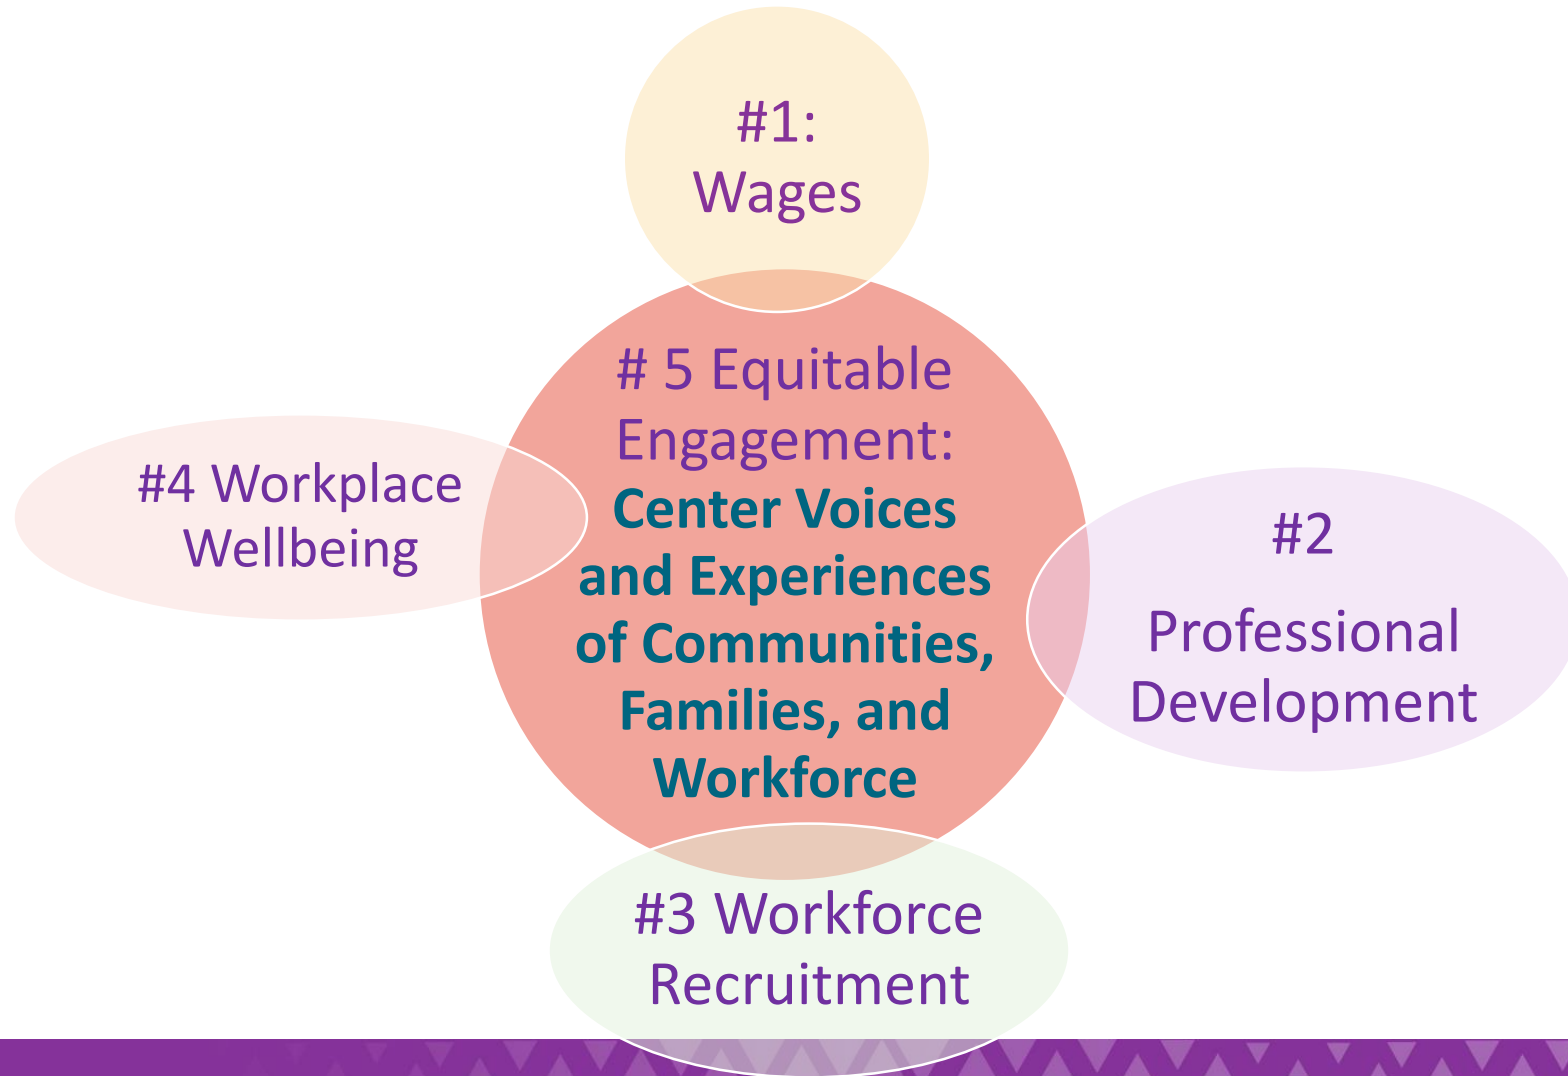 #1:
Wages
# 5 Equitable
Engagement:
Center Voices
and Experiences
of Communities,
Families, and
Workforce
#4 Workplace
Wellbeing
#2
Professional
Development
#3 Workforce
Recruitment